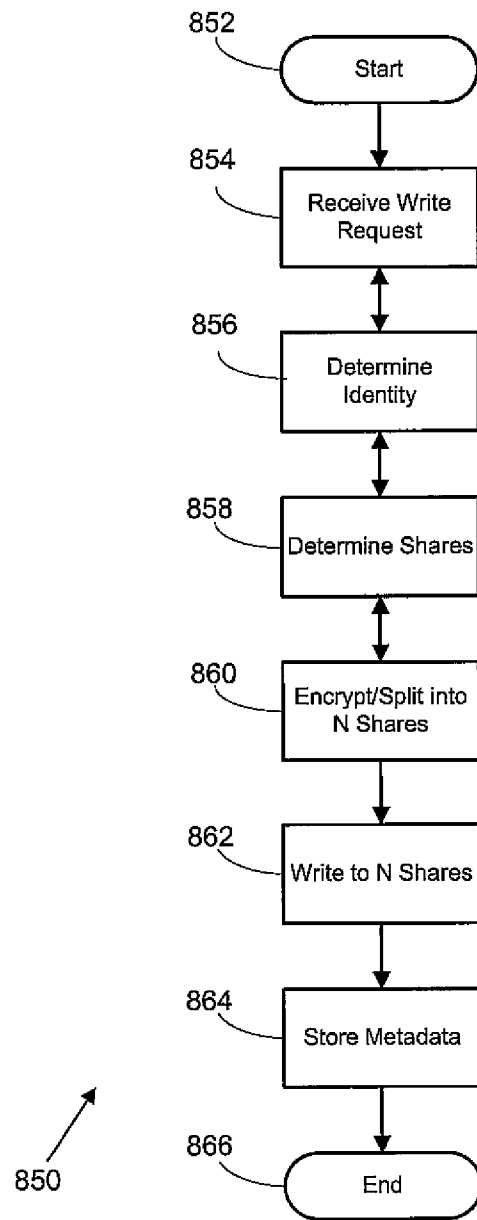 852
Start
854
Receive Write
Request
856
Determine
Identity
858
Determine Shares
860
Encrypt/Split into
N Shares
862
Write to N Shares
864
Store Metadata
866
End
850